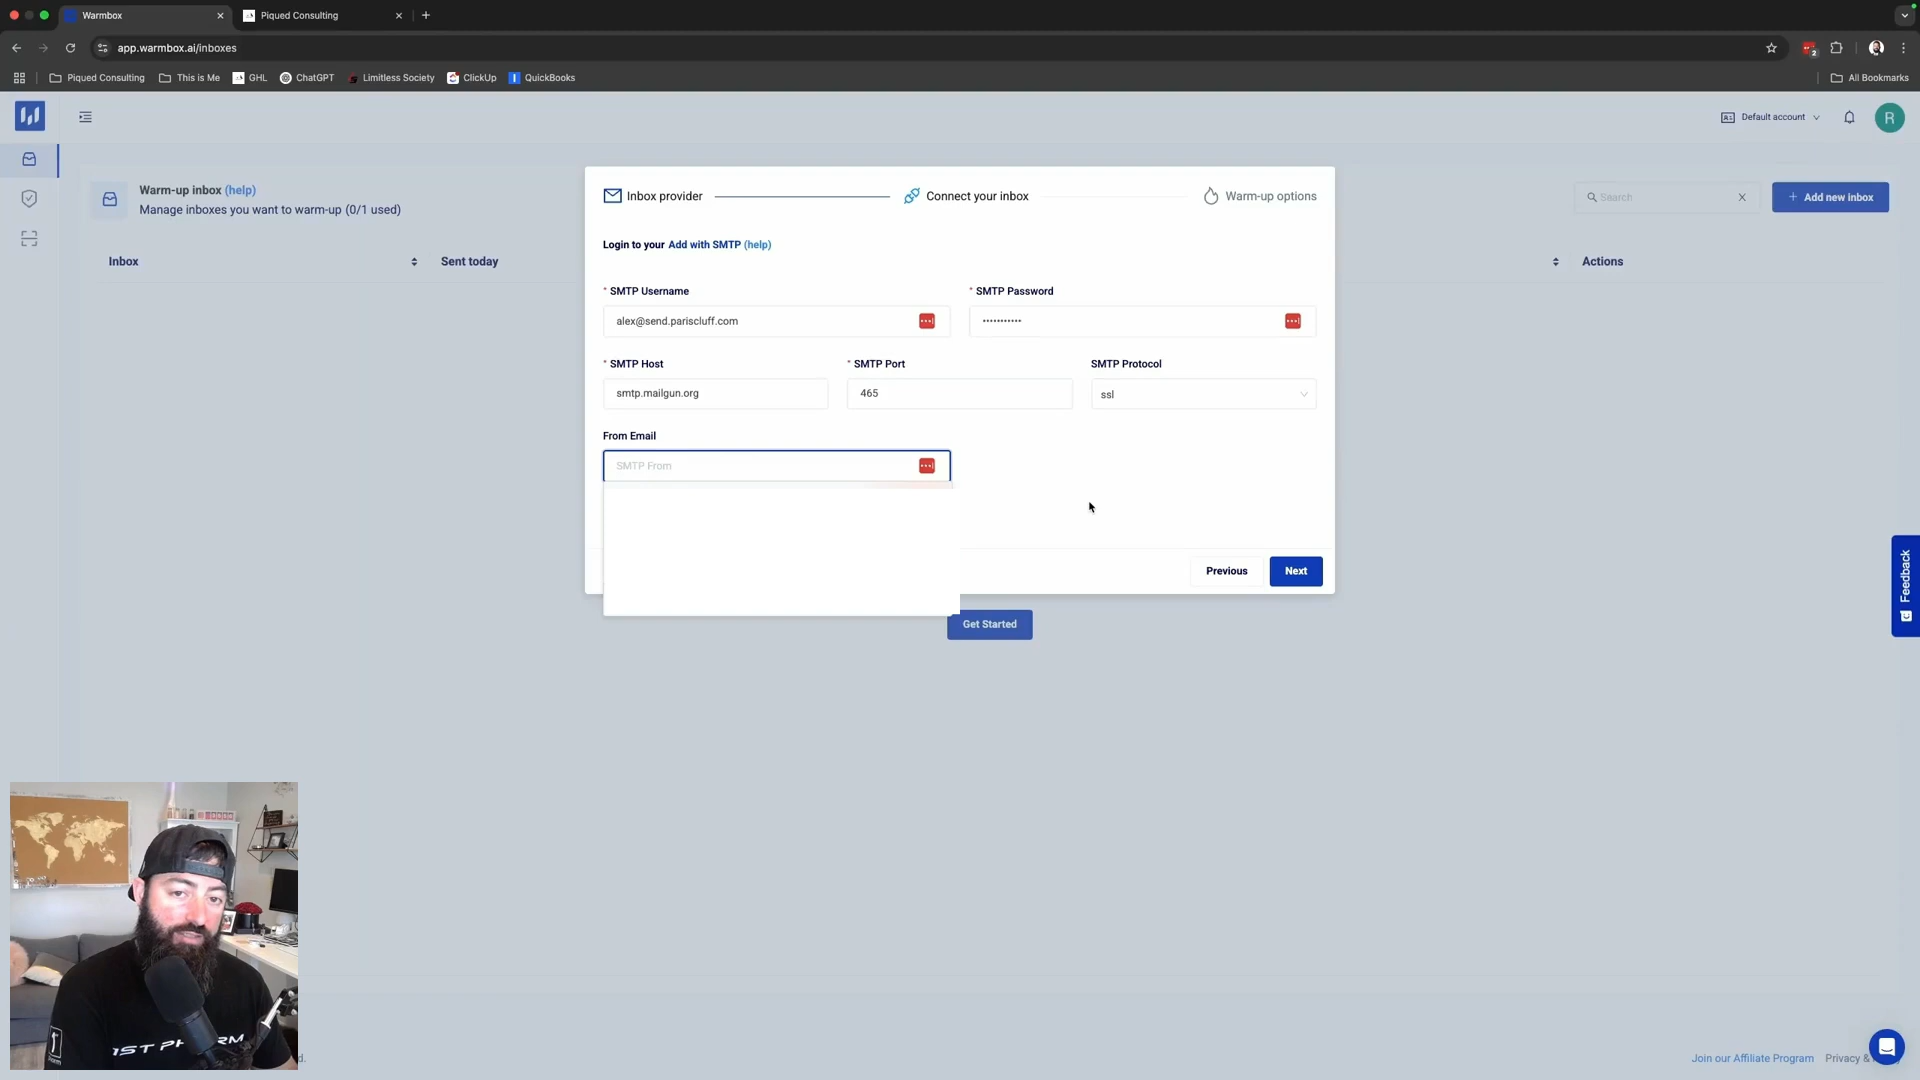 Warmbox
Piqued Consulting
app.warmbox.ai/inboxes
2
Piqued Consulting
This is Me
GHL
ChatGPT
Limitless Society
ClickUp
QuickBooks
All Bookmarks
Default account
R
Warm-up inbox (help)
Manage inboxes you want to warm-up (0/1 used)
Search
+ Add new inbox
Inbox
Sent today
Actions
Inbox provider
Connect your inbox
Warm-up options
Login to your Add with SMTP (help)
* SMTP Username
* SMTP Password
alex@send.pariscluff.com
•••••••••••
* SMTP Host
* SMTP Port
SMTP Protocol
smtp.mailgun.org
465
ssl
From Email
SMTP From
Previous
Next
Get Started
Feedback
1ST PHORM
d.
Join our Affiliate Program
Privacy &